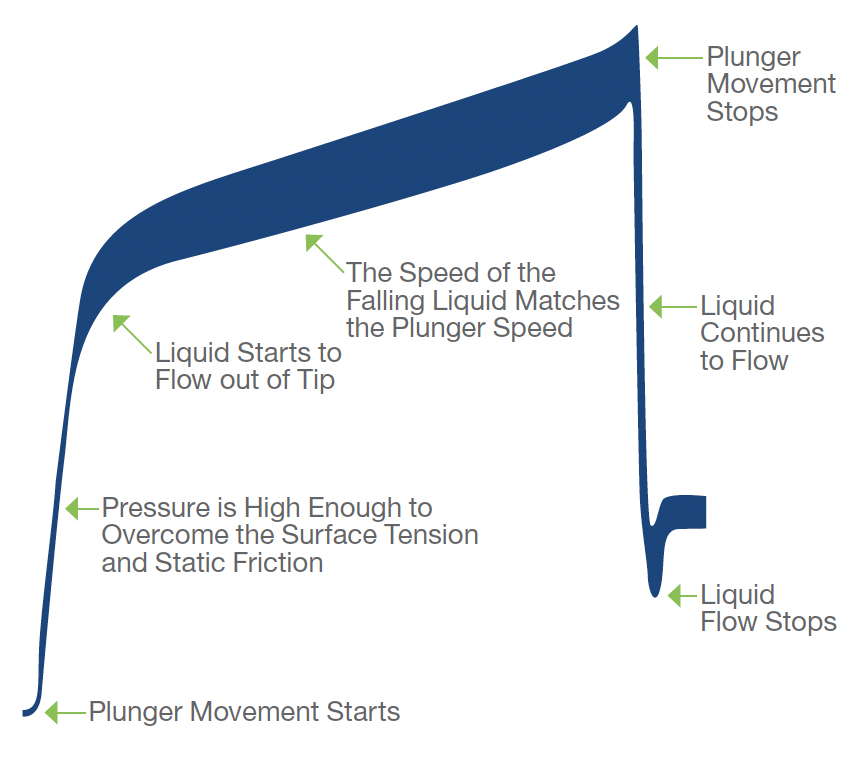 Plunger
Movement
Stops
The Speed of the
Falling Liquid Matches
the Plunger Speed
Liquid
Continues
to Flow
Liquid Starts to
Flow out of Tip
Pressure is High Enough to
Overcome the Surface Tension
and Static Friction
Liquid
Flow Stops
Plunger Movement Starts